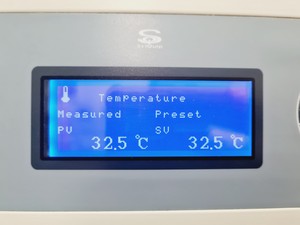 Temperature
Measured Preset
PV SV
32.5 ℃ 32.5 ℃